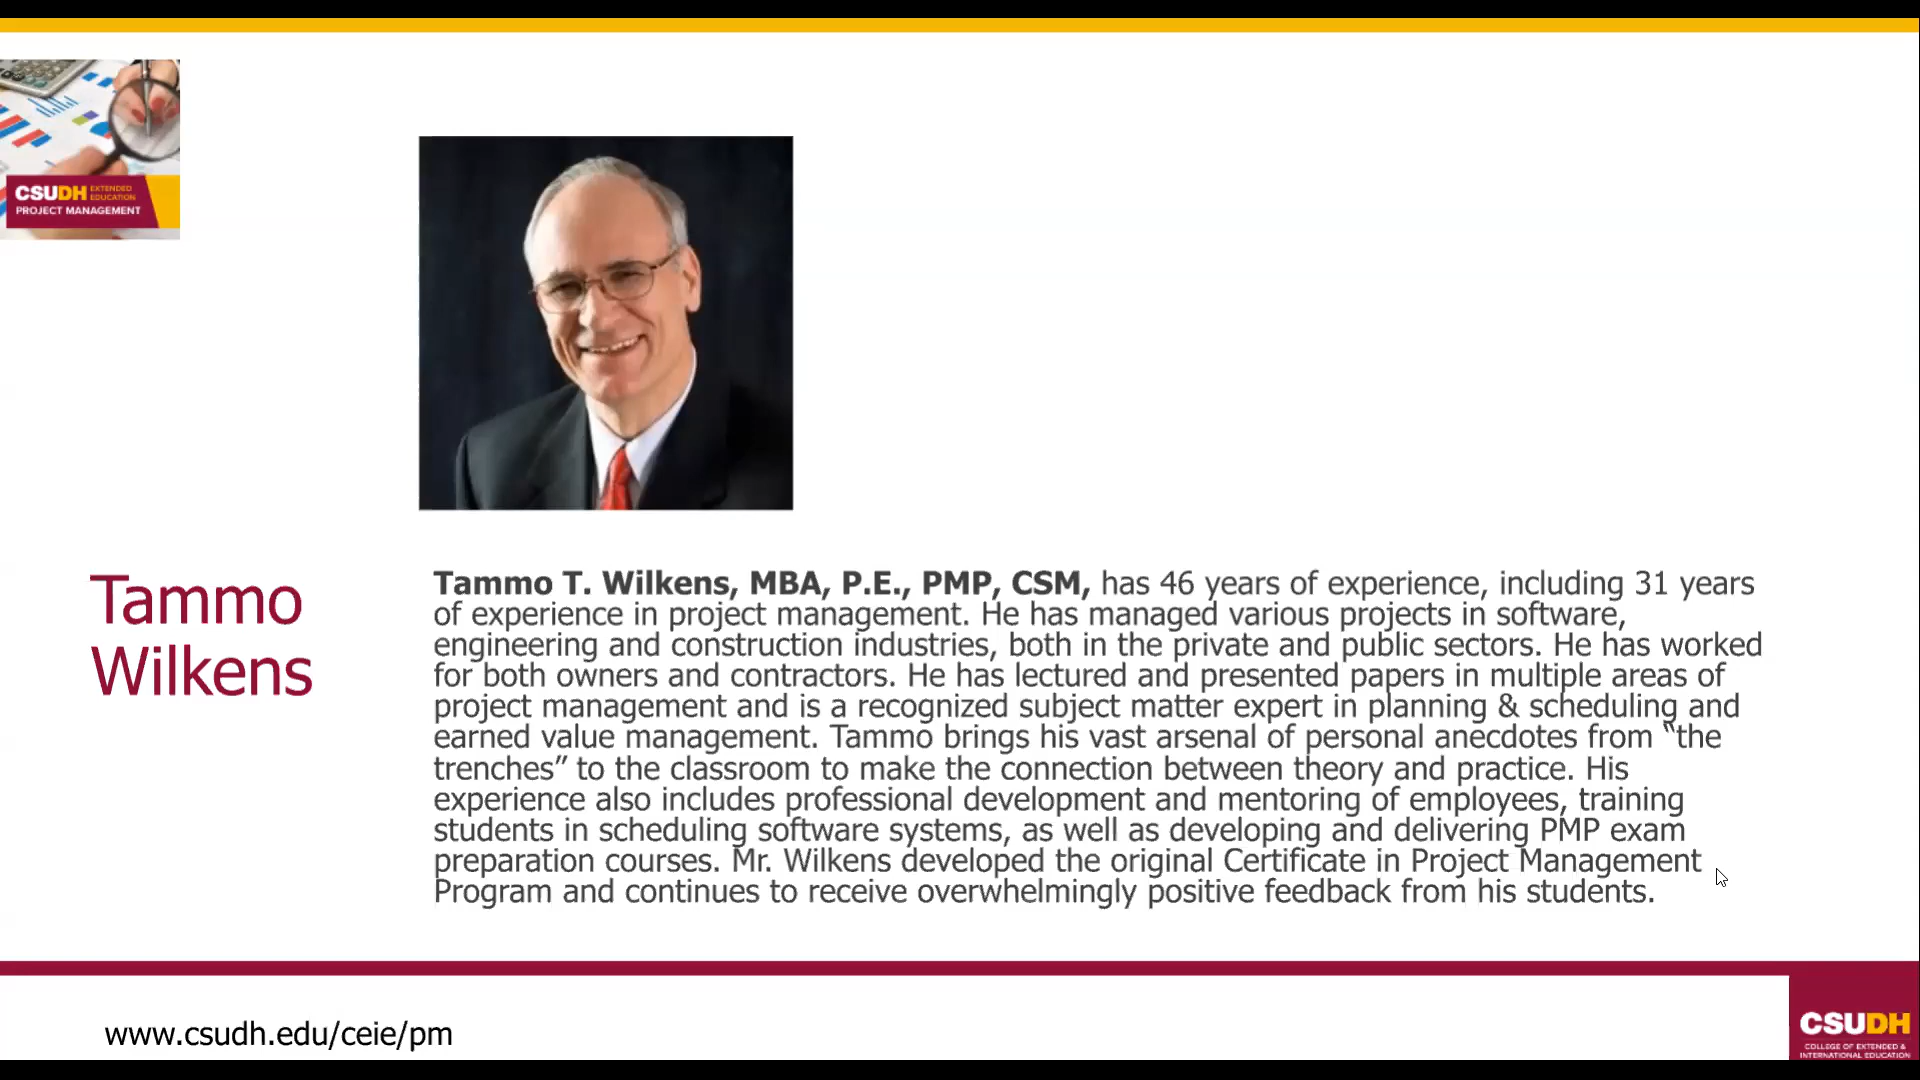 CSUDH EXTENDED
EDUCATION
PROJECT MANAGEMENT
Tammo
Wilkens
Tammo T. Wilkens, MBA, P.E., PMP, CSM, has 46 years of experience, including 31 years
of experience in project management. He has managed various projects in software,
engineering and construction industries, both in the private and public sectors. He has worked
for both owners and contractors. He has lectured and presented papers in multiple areas of
project management and is a recognized subject matter expert in planning & scheduling and
earned value management. Tammo brings his vast arsenal of personal anecdotes from “the
trenches” to the classroom to make the connection between theory and practice. His
experience also includes professional development and mentoring of employees, training
students in scheduling software systems, as well as developing and delivering PMP exam
preparation courses. Mr. Wilkens developed the original Certificate in Project Management
Program and continues to receive overwhelmingly positive feedback from his students.
www.csudh.edu/ceie/pm
CSUDH
COLLEGE OF EXTENDED &
INTERNATIONAL EDUCATION